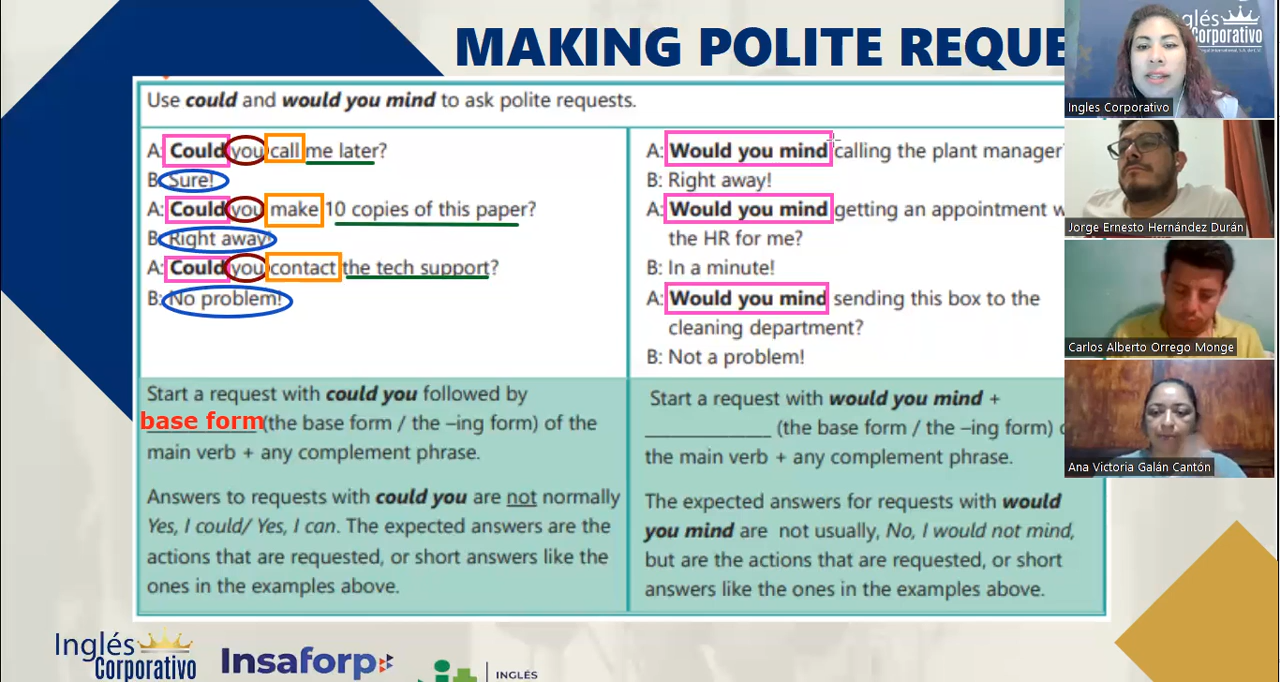 MAKING POLITE REQUE
Use could and would you mind to ask polite requests.
A: Could you call me later?
B: Sure!
A: Could you make 10 copies of this paper?
B: Right away!
A: Could you contact the tech support?
B: No problem!
A: Would you mind calling the plant manager?
B: Right away!
A: Would you mind getting an appointment w
the HR for me?
B: In a minute!
A: Would you mind sending this box to the
cleaning department?
B: Not a problem!
Start a request with could you followed by
base form (the base form / the –ing form) of the
main verb + any complement phrase.
Answers to requests with could you are not normally
Yes, I could/ Yes, I can. The expected answers are the
actions that are requested, or short answers like the
ones in the examples above.
Start a request with would you mind +
_____________ (the base form / the –ing form) o
the main verb + any complement phrase.
The expected answers for requests with would
you mind are not usually, No, I would not mind,
but are the actions that are requested, or short
answers like the ones in the examples above.
Inglés
Corporativo
Insaforp
INGLÉS
glés
Corporativo
Ingles Corporativo
Jorge Ernesto Hernández Durán
Carlos Alberto Orrego Monge
Ana Victoria Galán Cantón